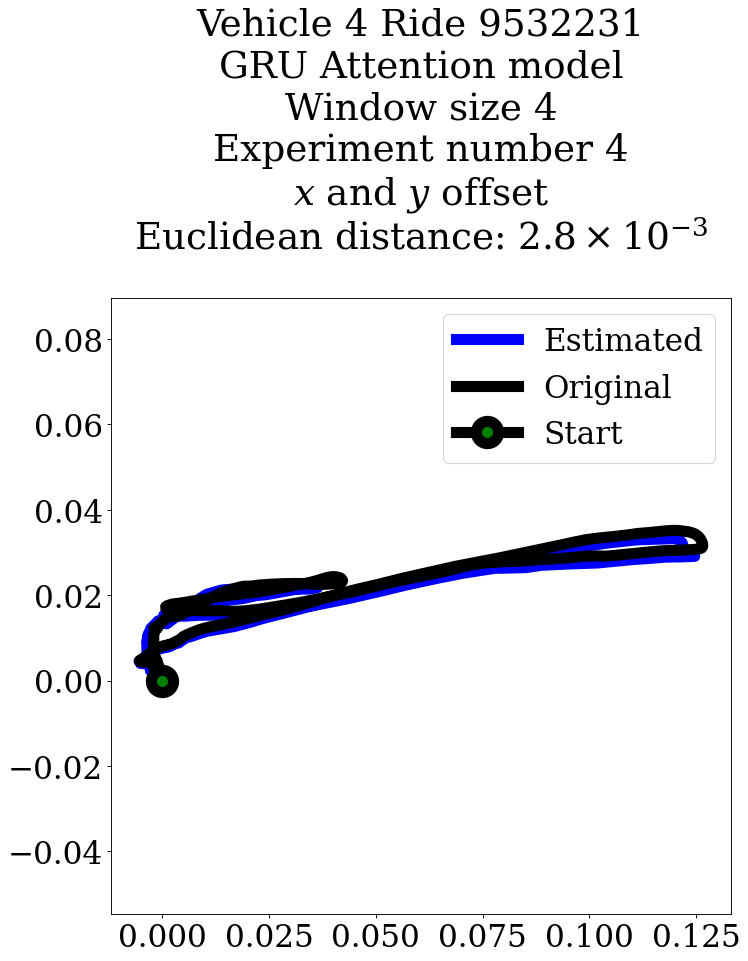 Vehicle 4 Ride 9532231
GRU Attention model
Window size 4
Experiment number 4
x and y offset
Euclidean distance: 2.8 × 10⁻³
Estimated
Original
Start
0.08
0.06
0.04
0.02
0.00
−0.02
−0.04
0.000 0.025 0.050 0.075 0.100 0.125